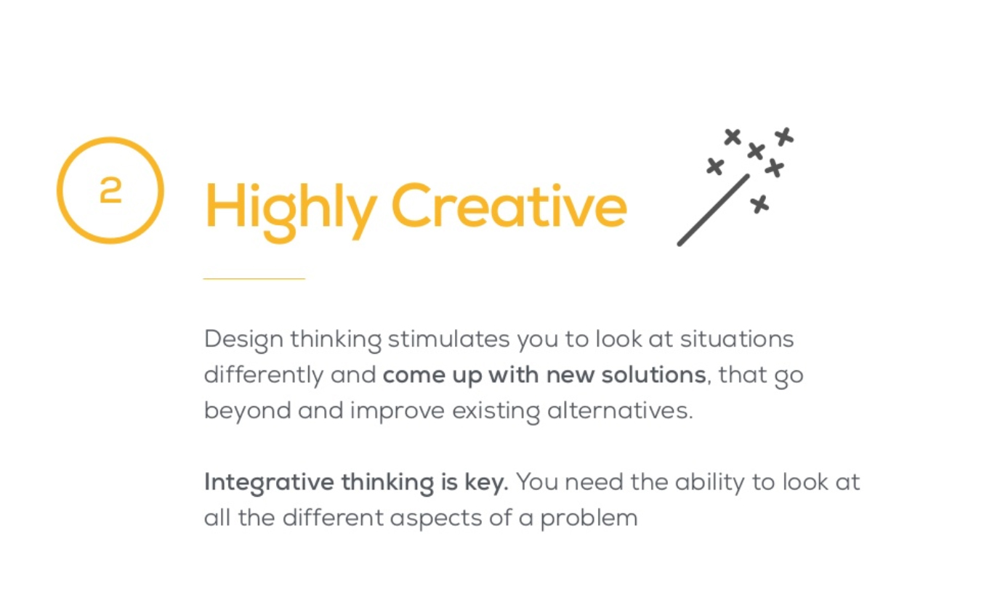 2
Highly Creative
Design thinking stimulates you to look at situations
differently and come up with new solutions, that go
beyond and improve existing alternatives.
Integrative thinking is key. You need the ability to look at
all the different aspects of a problem